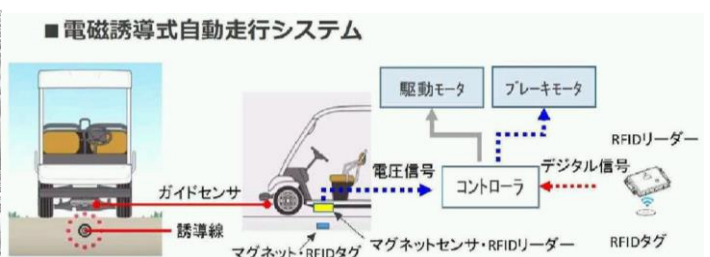 ■電磁誘導式自動走行システム
駆動モータ
ブレーキモータ
RFIDリーダー
電圧信号
コントローラ
デジタル信号
ガイドセンサ
誘導線
マグネットセンサ・RFIDリーダー
RFIDタグ
マグネット・RFIDタグ